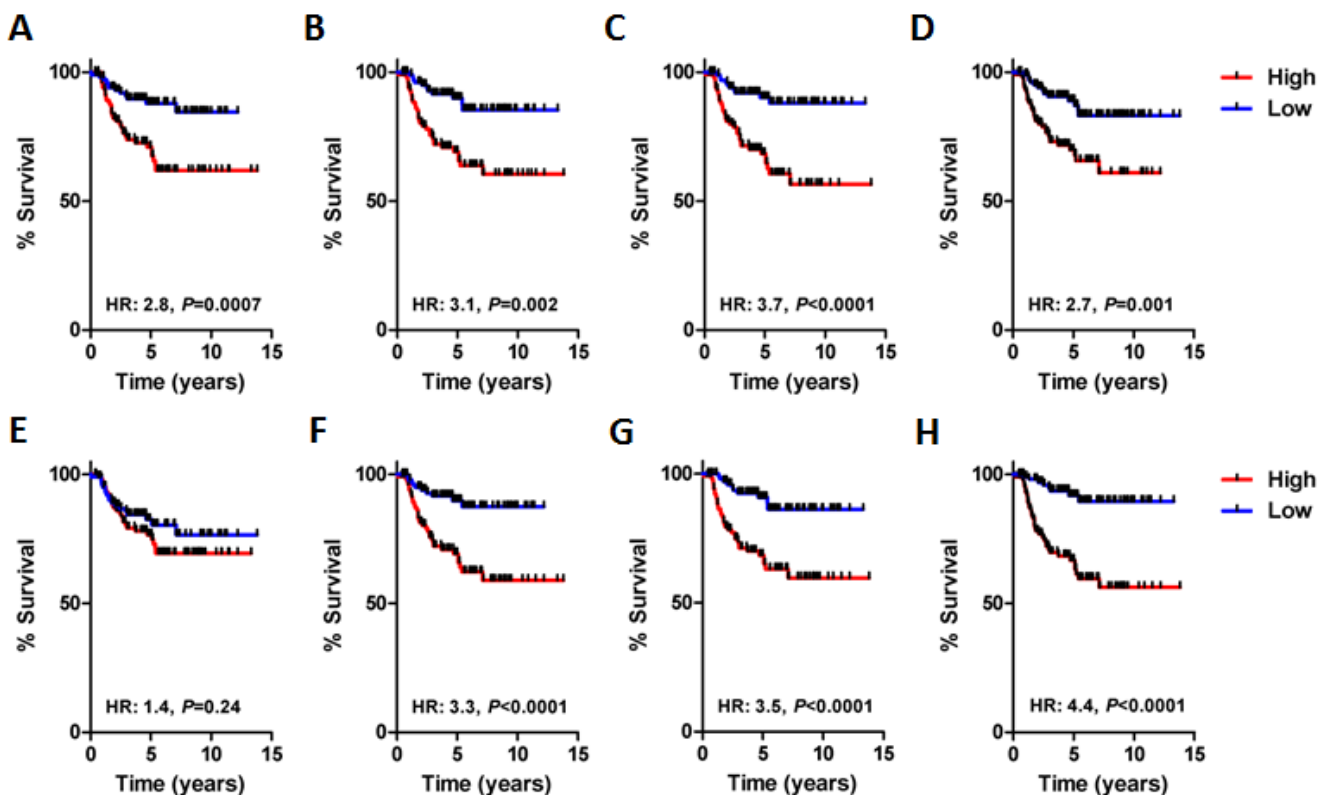 A B C D
100 100 100 100
High
Low
50 50 50 50
% Survival % Survival % Survival % Survival
HR: 2.8, P=0.0007 HR: 3.1, P=0.002 HR: 3.7, P<0.0001 HR: 2.7, P=0.001
0 0 0 0
0 5 10 15 0 5 10 15 0 5 10 15 0 5 10 15
Time (years) Time (years) Time (years) Time (years)
E F G H
100 100 100 100
High
Low
50 50 50 50
% Survival % Survival % Survival % Survival
HR: 1.4, P=0.24 HR: 3.3, P<0.0001 HR: 3.5, P<0.0001 HR: 4.4, P<0.0001
0 0 0 0
0 5 10 15 0 5 10 15 0 5 10 15 0 5 10 15
Time (years) Time (years) Time (years) Time (years)